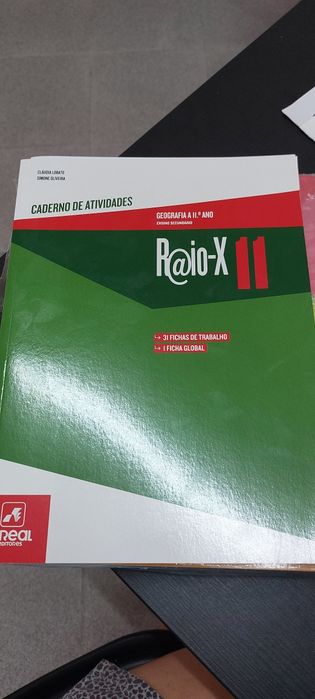 CLÁUDIA LOBATO
SIMONE OLIVEIRA
CADERNO DE ATIVIDADES
GEOGRAFIA A 11.º ANO
ENSINO SECUNDÁRIO
R@io-X 11
31 FICHAS DE TRABALHO
1 FICHA GLOBAL
REAL
EDITORES